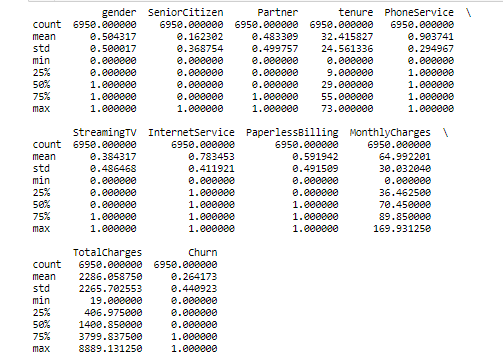 gender SeniorCitizen Partner tenure PhoneService \
count 6950.000000 6950.000000 6950.000000 6950.000000 6950.000000
mean 0.504317 0.162302 0.483309 32.415827 0.903741
std 0.500017 0.368754 0.499757 24.561336 0.294967
min 0.000000 0.000000 0.000000 0.000000 0.000000
25% 0.000000 0.000000 0.000000 9.000000 1.000000
50% 1.000000 0.000000 0.000000 29.000000 1.000000
75% 1.000000 0.000000 1.000000 55.000000 1.000000
max 1.000000 1.000000 1.000000 73.000000 1.000000
StreamingTV InternetService PaperlessBilling MonthlyCharges \
count 6950.000000 6950.000000 6950.000000 6950.000000
mean 0.384317 0.783453 0.591942 64.992201
std 0.486468 0.411921 0.491509 30.032040
min 0.000000 0.000000 0.000000 0.000000
25% 0.000000 1.000000 0.000000 36.462500
50% 0.000000 1.000000 1.000000 70.450000
75% 1.000000 1.000000 1.000000 89.850000
max 1.000000 1.000000 1.000000 169.931250
TotalCharges Churn
count 6950.000000 6950.000000
mean 2286.058750 0.264173
std 2265.702553 0.440923
min 19.000000 0.000000
25% 406.975000 0.000000
50% 1400.850000 0.000000
75% 3799.837500 1.000000
max 8889.131250 1.000000